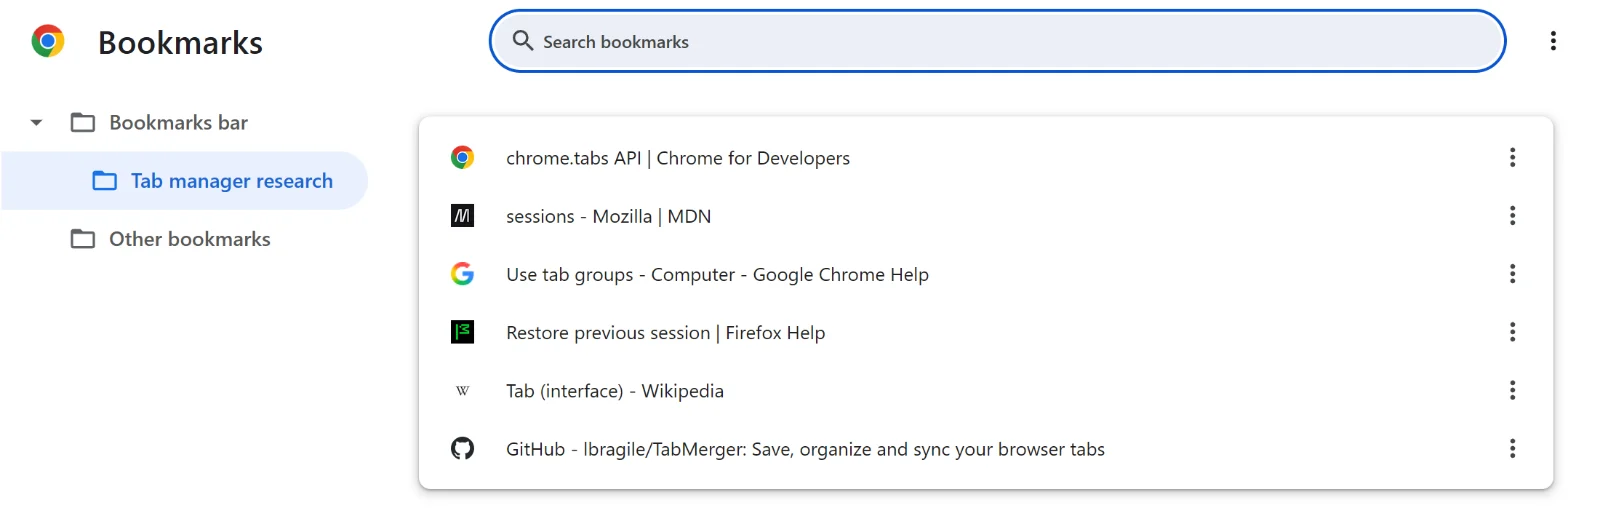 Bookmarks
Search bookmarks
Bookmarks bar
Tab manager research
Other bookmarks
chrome.tabs API | Chrome for Developers
sessions - Mozilla | MDN
Use tab groups - Computer - Google Chrome Help
Restore previous session | Firefox Help
Tab (interface) - Wikipedia
GitHub - lbragile/TabMerger: Save, organize and sync your browser tabs